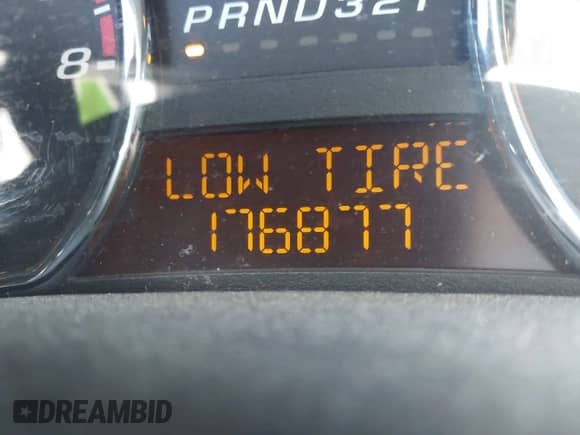 PRND321
8
LOW TIRE
176877
DREAMBID